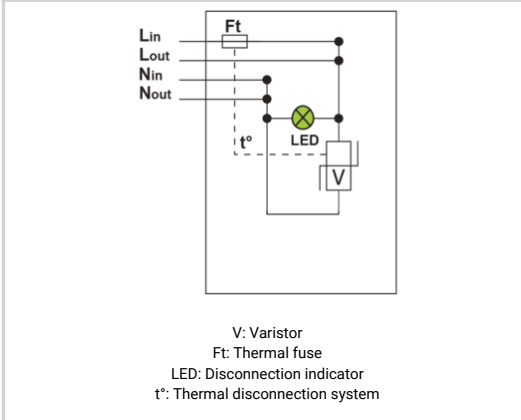 Ft
Lin
Lout
Nin
Nout
t°
LED
V
V: Varistor
Ft: Thermal fuse
LED: Disconnection indicator
t°: Thermal disconnection system